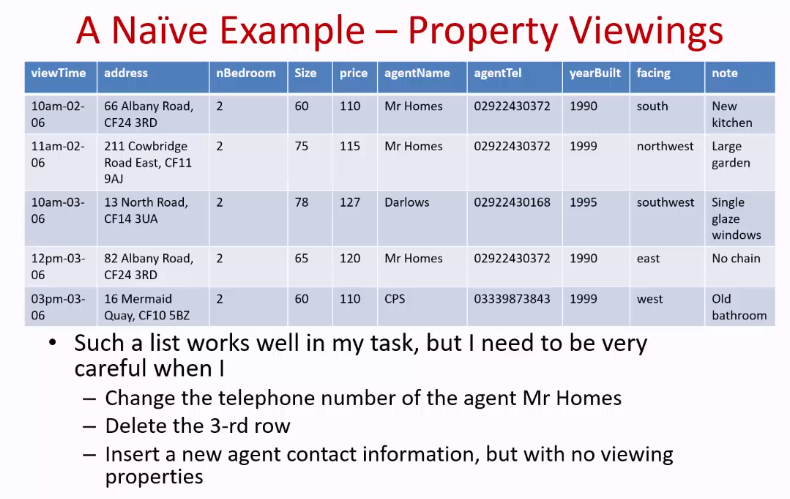 A Naïve Example – Property Viewings
viewTime address nBedroom Size price agentName agentTel yearBuilt facing note
10am-02- 66 Albany Road, 2 60 110 Mr Homes 02922430372 1990 south New
06 CF24 3RD kitchen
11am-02- 211 Cowbridge 2 75 115 Mr Homes 02922430372 1999 northwest Large
06 Road East, CF11 garden
9AJ
10am-03- 13 North Road, 2 78 127 Darlows 02922430168 1995 southwest Single
06 CF14 3UA glaze
windows
12pm-03- 82 Albany Road, 2 65 120 Mr Homes 02922430372 1990 east No chain
06 CF24 3RD
03pm-03- 16 Mermaid 2 60 110 CPS 03339873843 1999 west Old
06 Quay, CF10 5BZ bathroom
• Such a list works well in my task, but I need to be very
careful when I
– Change the telephone number of the agent Mr Homes
– Delete the 3-rd row
– Insert a new agent contact information, but with no viewing
properties